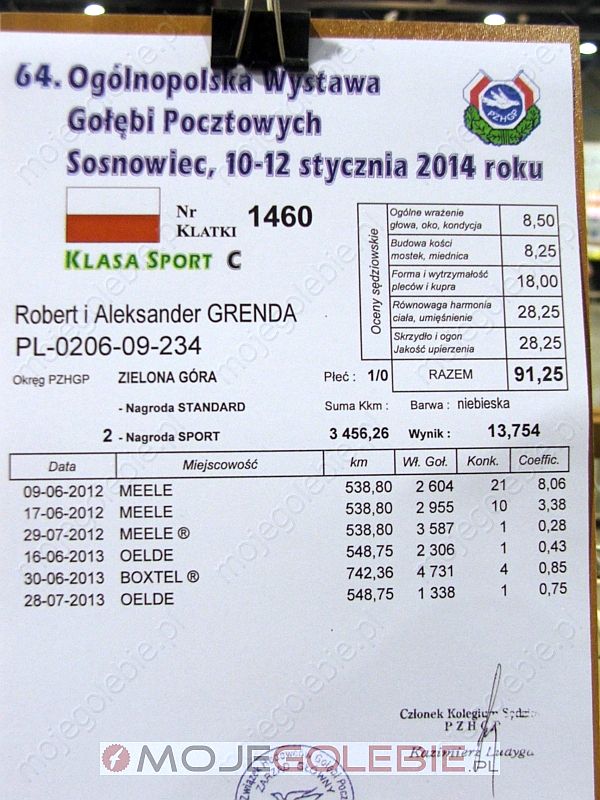 64. Ogólnopolska Wystawa
Gołębi Pocztowych
Sosnowiec, 10-12 stycznia 2014 roku
PZHGP
Nr
KLATKI 1460
KLASA SPORT C
Oceny sędziowskie
Ogólne wrażenie
głowa, oko, kondycja 8,50
Budowa kości
mostek, miednica 8,25
Forma i wytrzymałość
pleców i kupra 18,00
Równowaga harmonia
ciała, umięśnienie 28,25
Skrzydło i ogon
Jakość upierzenia 28,25
RAZEM 91,25
Robert i Aleksander GRENDA
PL-0206-09-234
Okręg PZHGP ZIELONA GÓRA Płeć : 1/0
- Nagroda STANDARD Suma Kkm : Barwa : niebieska
2 - Nagroda SPORT 3 456,26 Wynik : 13,754
Data Miejscowość km Wł. Goł. Konk. Coeffic.
09-06-2012 MEELE 538,80 2 604 21 8,06
17-06-2012 MEELE 538,80 2 955 10 3,38
29-07-2012 MEELE ® 538,80 3 587 1 0,28
16-06-2013 OELDE 548,75 2 306 1 0,43
30-06-2013 BOXTEL ® 742,36 4 731 4 0,85
28-07-2013 OELDE 548,75 1 338 1 0,75
Członek Kolegium Sędzió
PZHGP
Kazimierz Ludyga
MOJEGOLEBIE
.PL
ZARZĄD GŁÓWNY